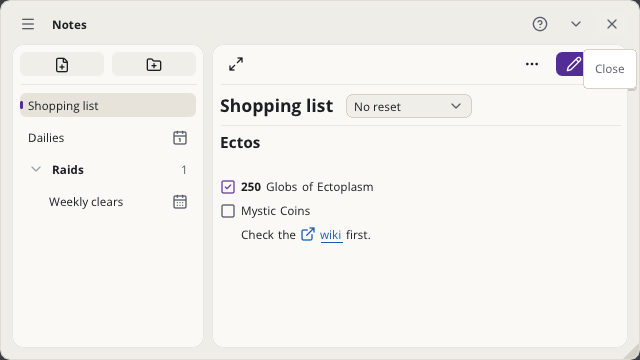 Notes
Close
Shopping list
Dailies
Raids 1
Weekly clears
Shopping list No reset
Ectos
250 Globs of Ectoplasm
Mystic Coins
Check the wiki first.